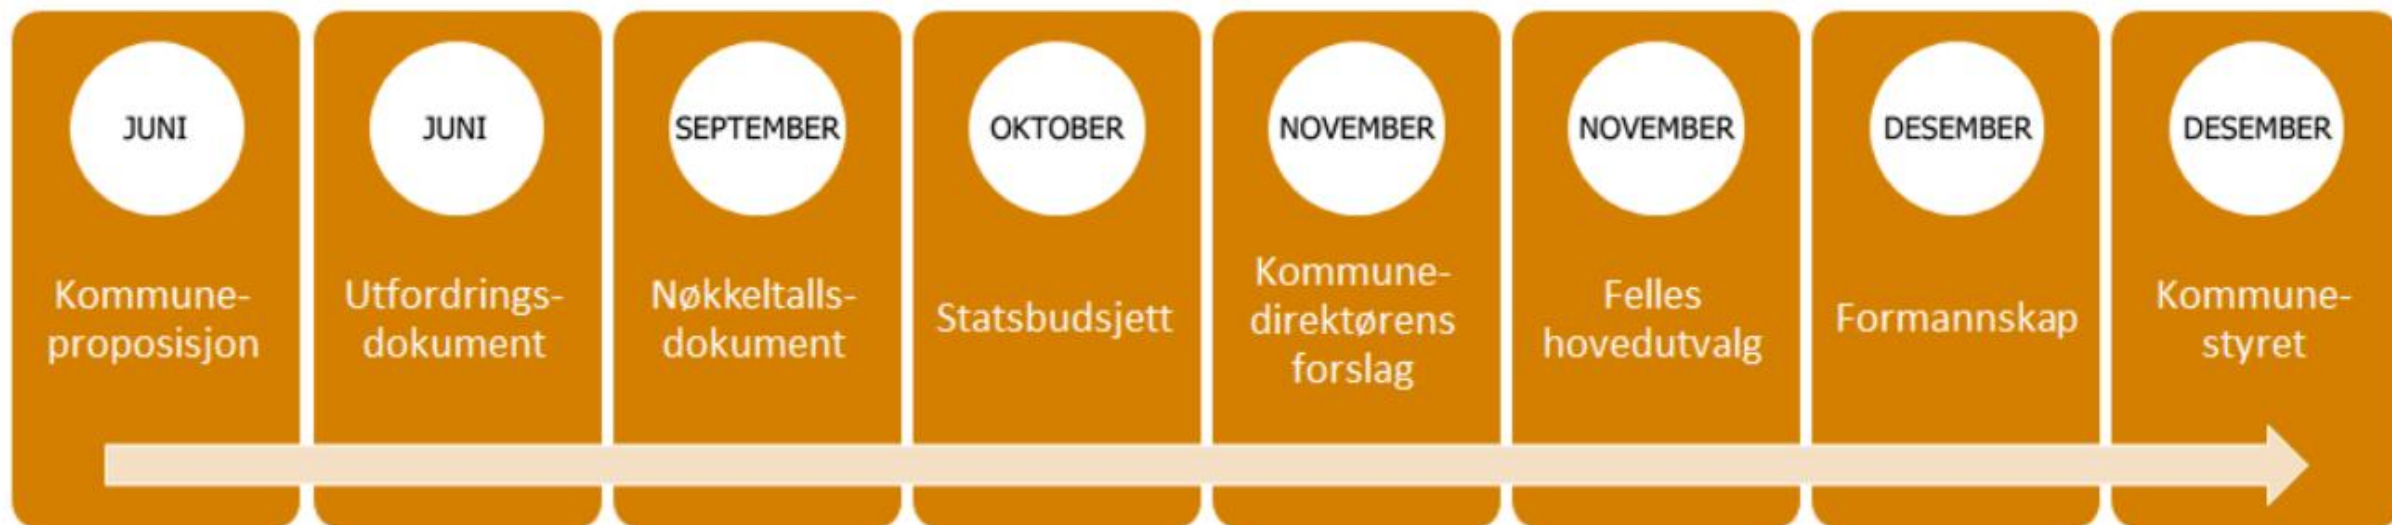 JUNI
Kommune-
proposisjon
JUNI
Utfordrings-
dokument
SEPTEMBER
Nøkkeltalls-
dokument
OKTOBER
Statsbudsjett
NOVEMBER
Kommune-
direktørens
forslag
NOVEMBER
Felles
hovedutvalg
DESEMBER
Formannskap
DESEMBER
Kommune-
styret